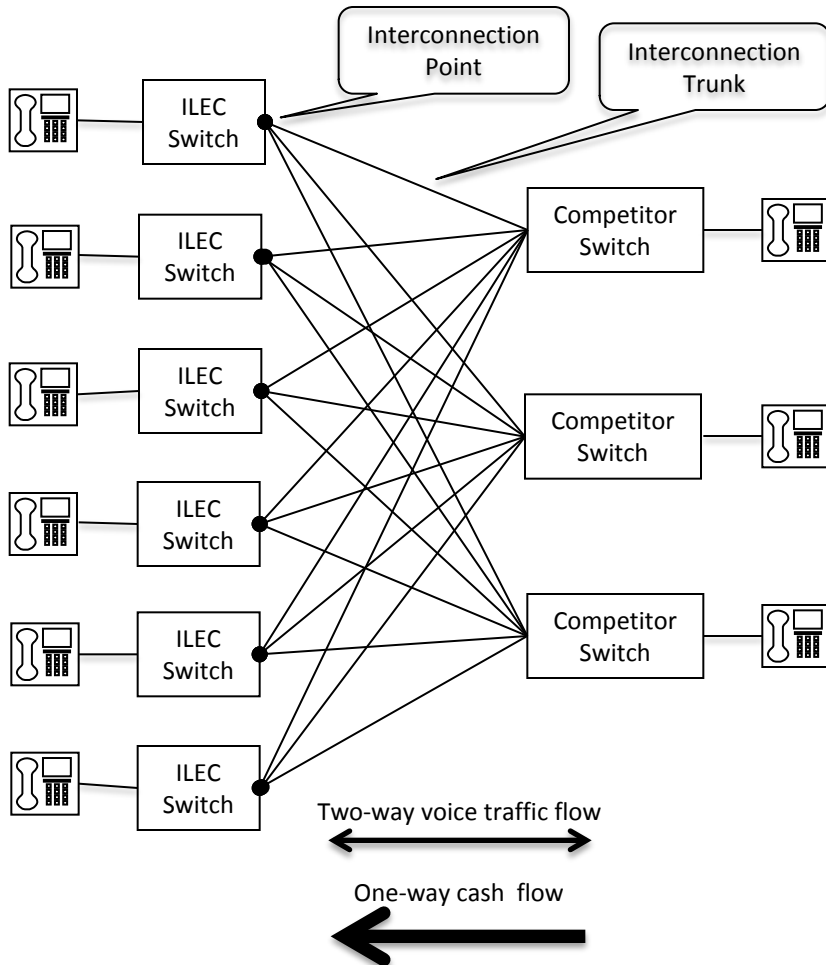 Interconnection
Point
Interconnection
Trunk
ILEC
Switch
ILEC
Switch
ILEC
Switch
ILEC
Switch
ILEC
Switch
ILEC
Switch
Competitor
Switch
Competitor
Switch
Competitor
Switch
Two-way voice traffic flow
One-way cash flow